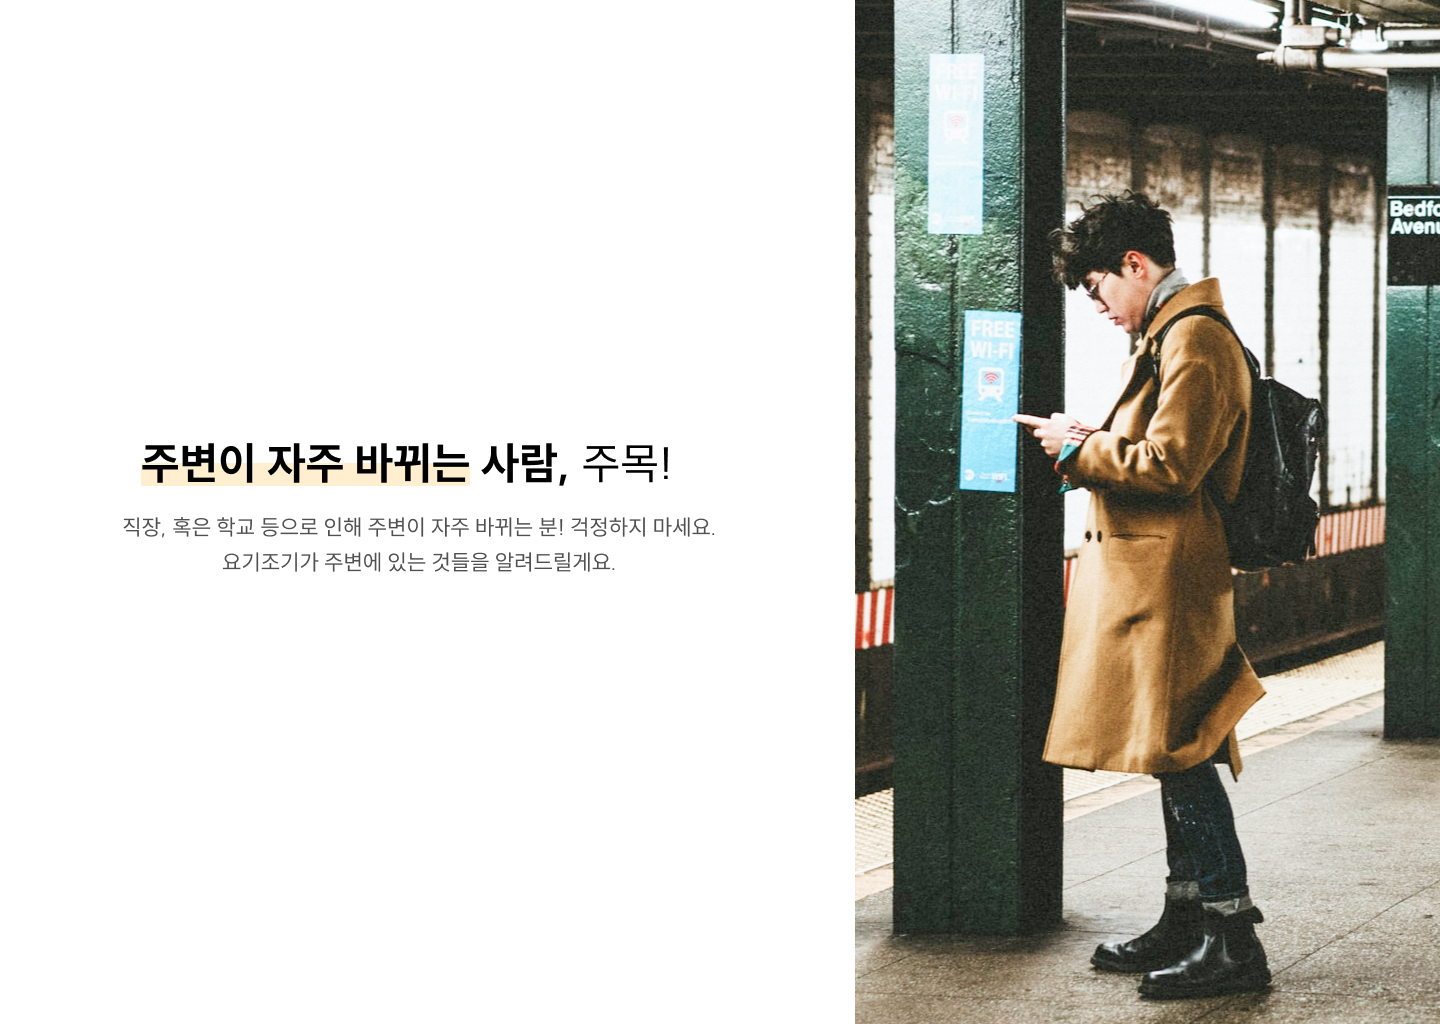 주변이 자주 바뀌는 사람, 주목!
직장, 혹은 학교 등으로 인해 주변이 자주 바뀌는 분! 걱정하지 마세요.
요기조기가 주변에 있는 것들을 알려드릴게요.
FREE
WI-FI
FREE
WI-FI